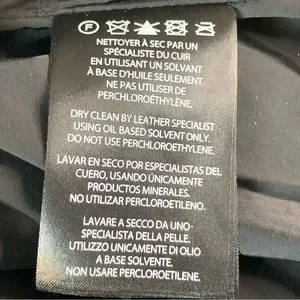 F
NETTOYER À SEC PAR UN
SPÉCIALISTE DU CUIR
EN UTILISANT UN SOLVANT
À BASE D'HUILE SEULEMENT.
NE PAS UTILISER DE
PERCHLOROÉTHYLÈNE.
DRY CLEAN BY LEATHER SPECIALIST
USING OIL BASED SOLVENT ONLY.
DO NOT USE PERCHLOROETHYLENE.
LAVAR EN SECO POR ESPECIALISTAS DEL
CUERO, USANDO ÚNICAMENTE
PRODUCTOS MINERALES.
NO UTILIZAR PERCLOROETILENO.
LAVARE A SECCO DA UNO-
SPECIALISTA DELLA PELLE.
UTILIZZO UNICAMENTE DI OLIO
A BASE SOLVENTE
NON USARE PERCLOROETILENE.